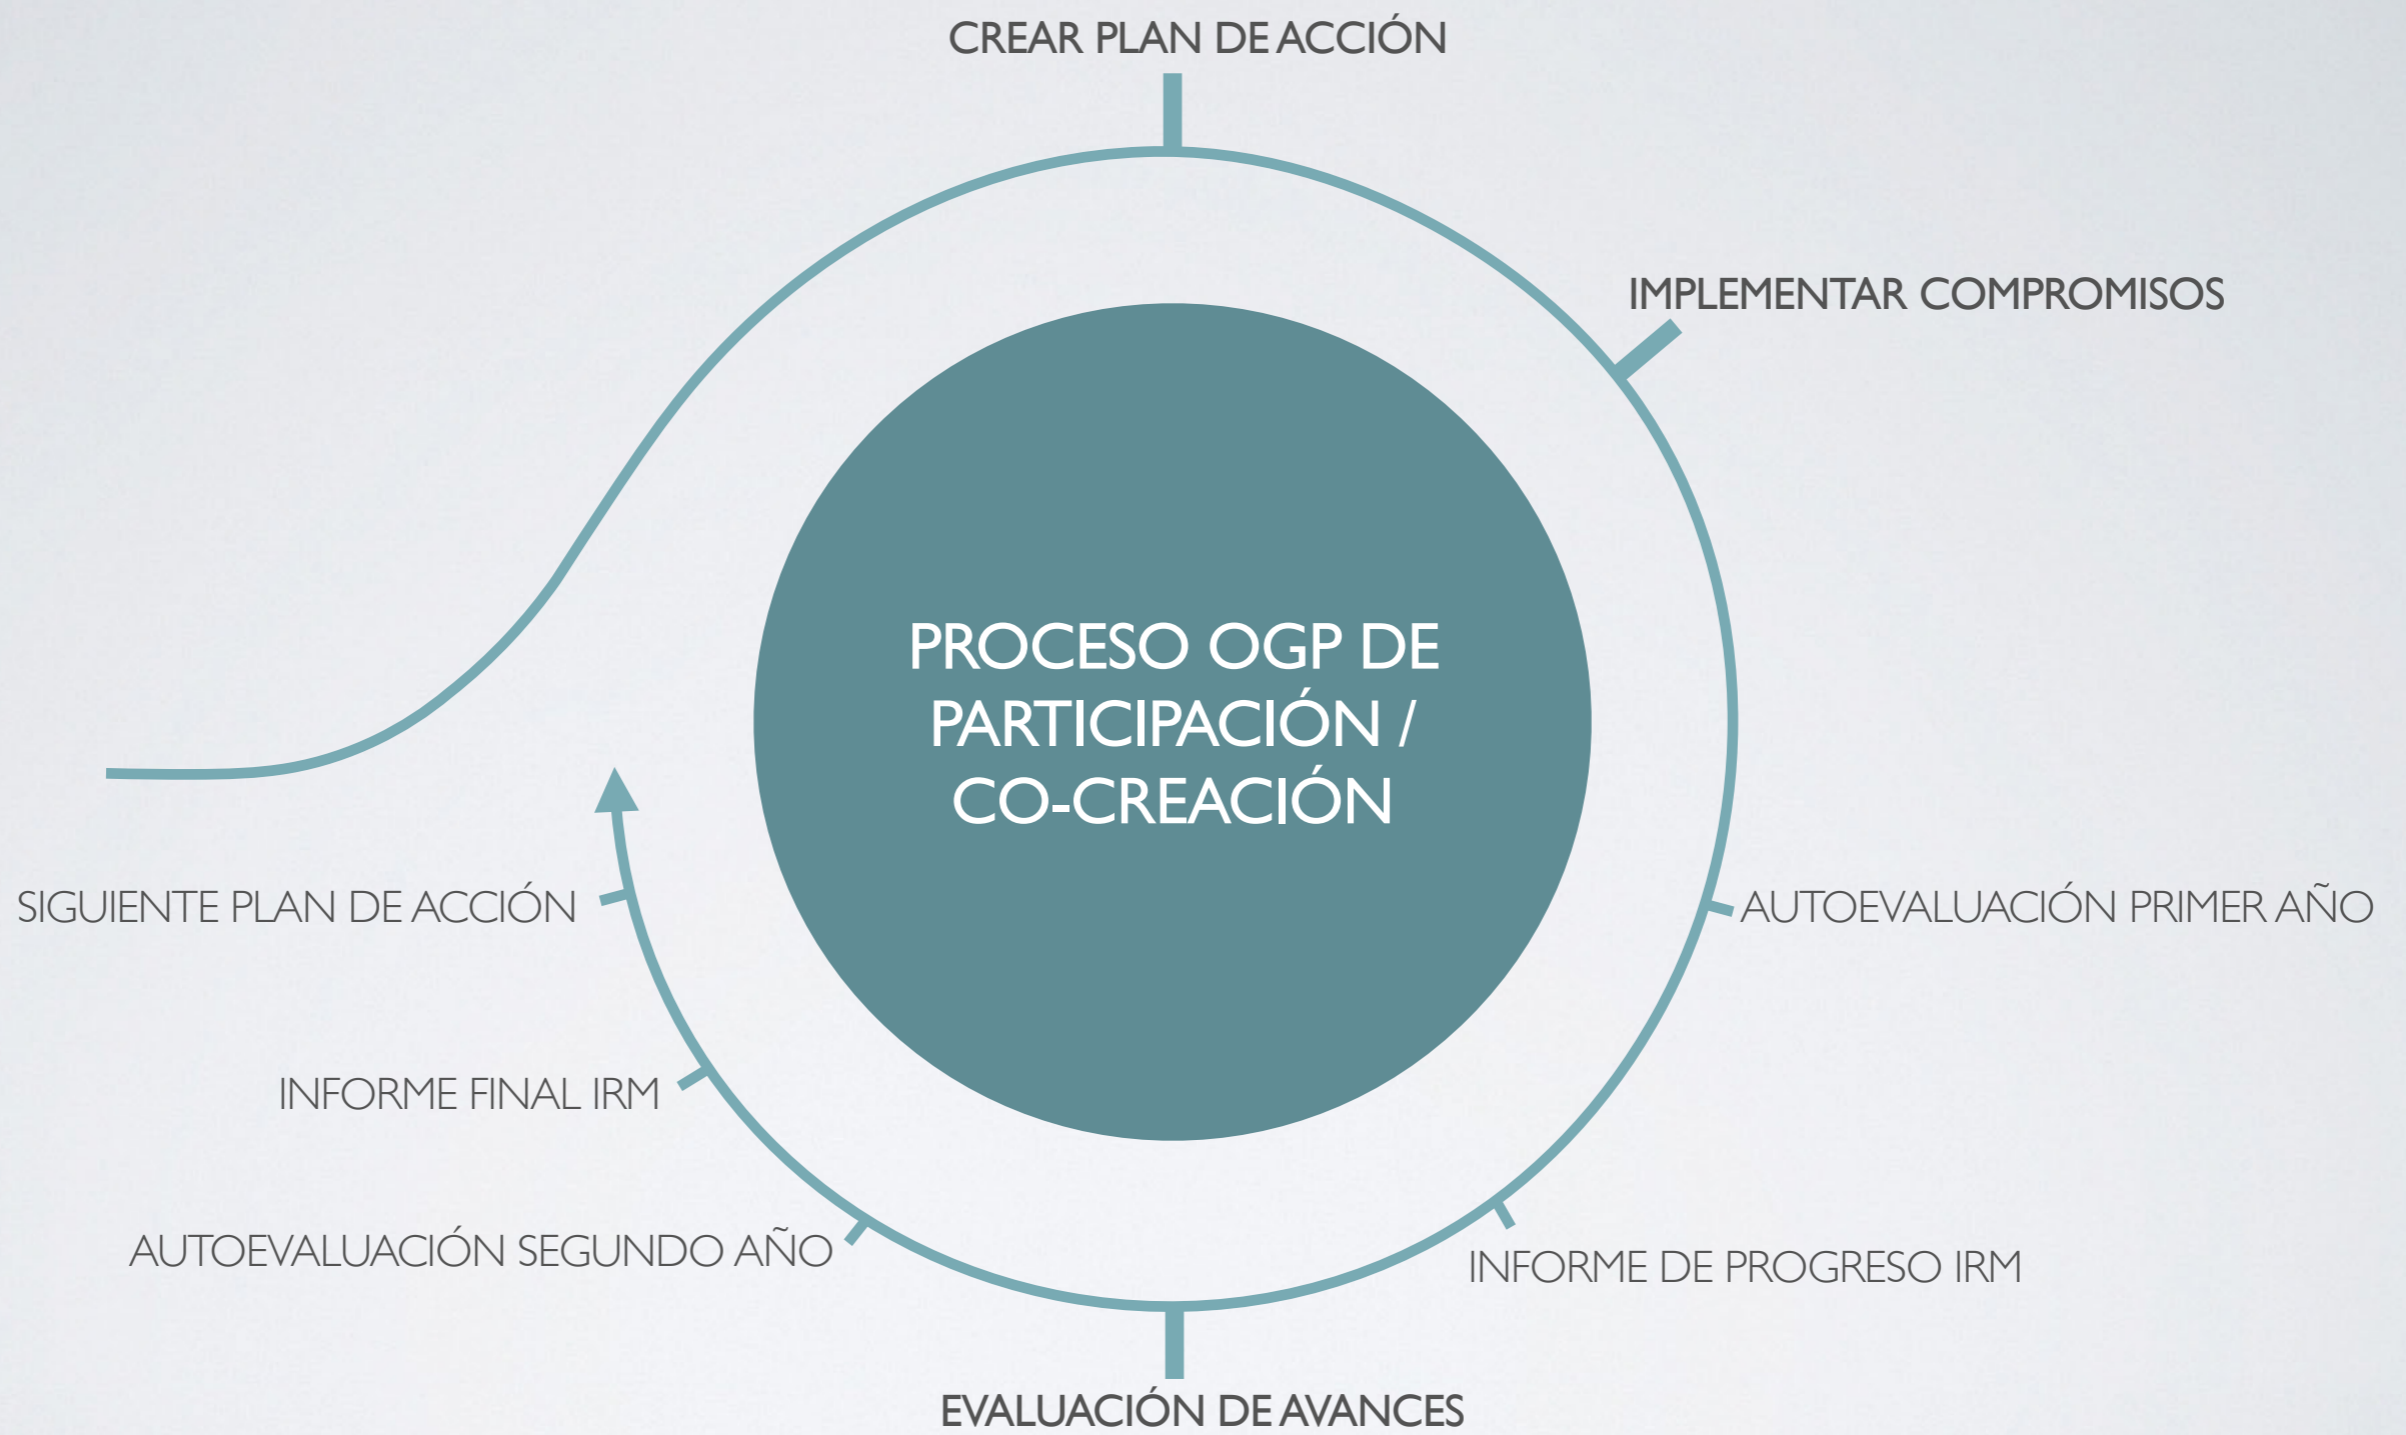 CREAR PLAN DE ACCIÓN
IMPLEMENTAR COMPROMISOS
PROCESO OGP DE
PARTICIPACIÓN /
CO-CREACIÓN
AUTOEVALUACIÓN PRIMER AÑO
INFORME DE PROGRESO IRM
EVALUACIÓN DE AVANCES
AUTOEVALUACIÓN SEGUNDO AÑO
INFORME FINAL IRM
SIGUIENTE PLAN DE ACCIÓN